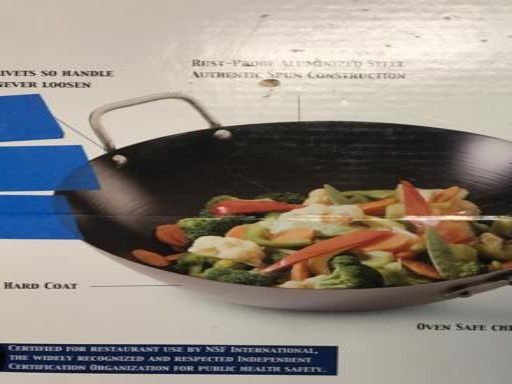 Rust-Proof Aluminized Steel
Authentic Spun Construction
ivets so handle
never loosen
Hard Coat
Oven Safe
Certified for restaurant use by NSF International,
the widely recognized and respected Independent
Certification Organization for public health safety.